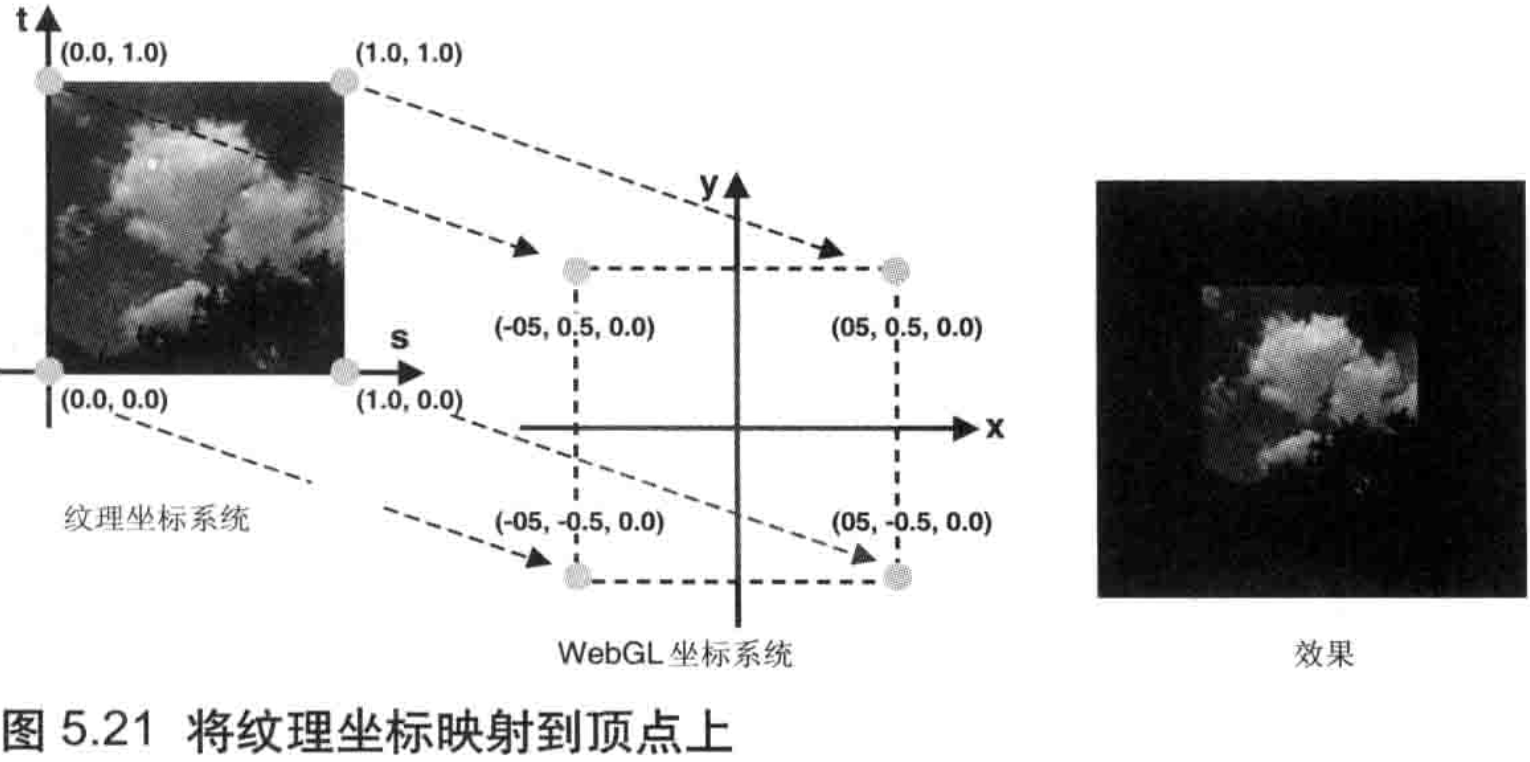 t
(0.0, 1.0)
(1.0, 1.0)
s
(0.0, 0.0)
(1.0, 0.0)
纹理坐标系统
y
(-05, 0.5, 0.0)
(05, 0.5, 0.0)
x
(-05, -0.5, 0.0)
(05, -0.5, 0.0)
WebGL 坐标系统
效果
图 5.21 将纹理坐标映射到顶点上